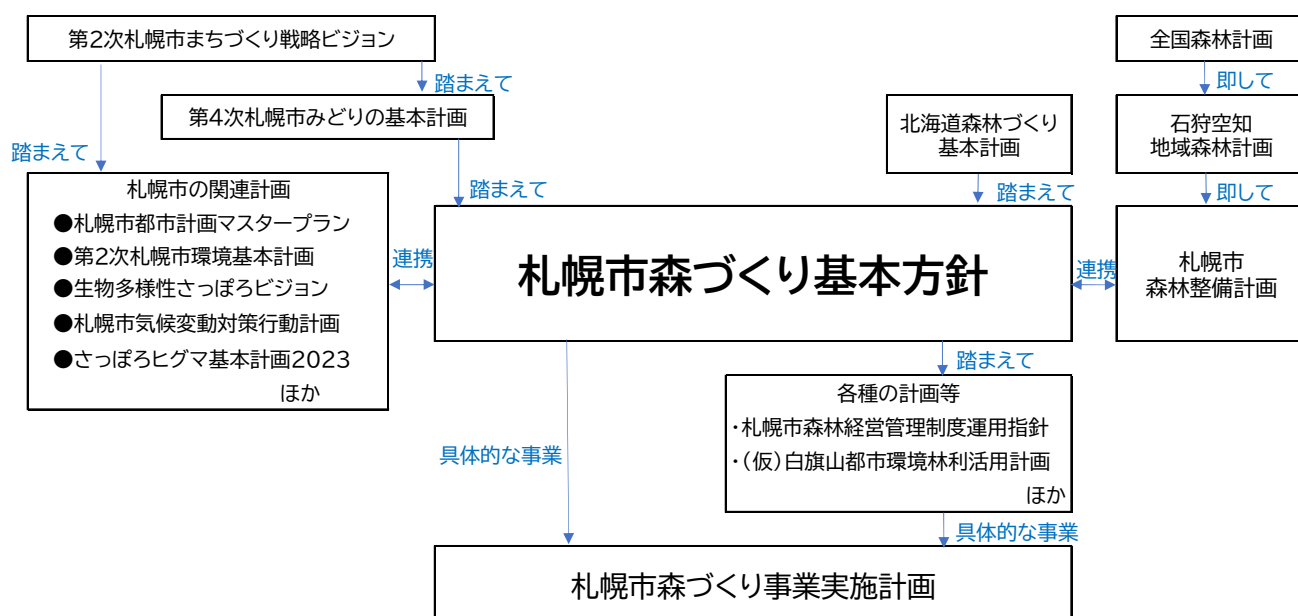 第2次札幌市まちづくり戦略ビジョン
全国森林計画
踏まえて
即して
第4次札幌市みどりの基本計画
北海道森林づくり
基本計画
石狩空知
地域森林計画
踏まえて
踏まえて
踏まえて
即して
札幌市の関連計画
●札幌市都市計画マスタープラン
●第2次札幌市環境基本計画
●生物多様性さっぽろビジョン
●札幌市気候変動対策行動計画
●さっぽろヒグマ基本計画2023
ほか
連携
札幌市森づくり基本方針
連携
札幌市
森林整備計画
踏まえて
各種の計画等
・札幌市森林経営管理制度運用指針
・(仮)白旗山都市環境林利活用計画
ほか
具体的な事業
具体的な事業
札幌市森づくり事業実施計画